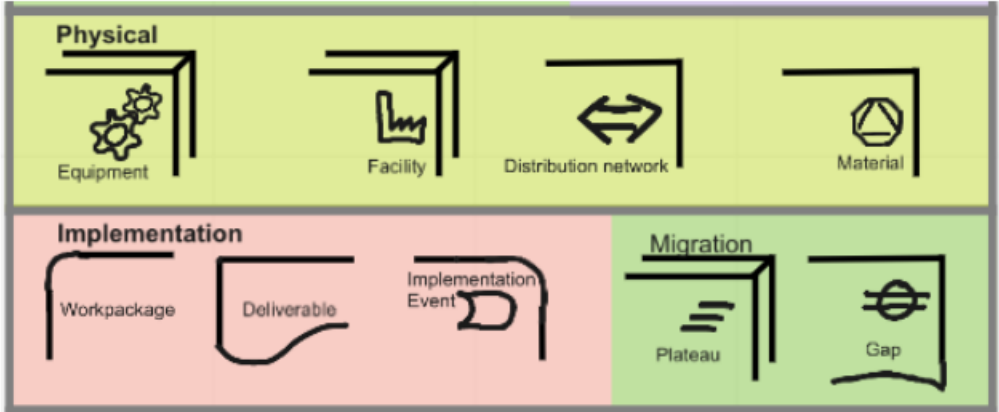 Physical
Equipment
Facility
Distribution network
Material
Implementation
Workpackage
Deliverable
Implementation
Event
Migration
Plateau
Gap